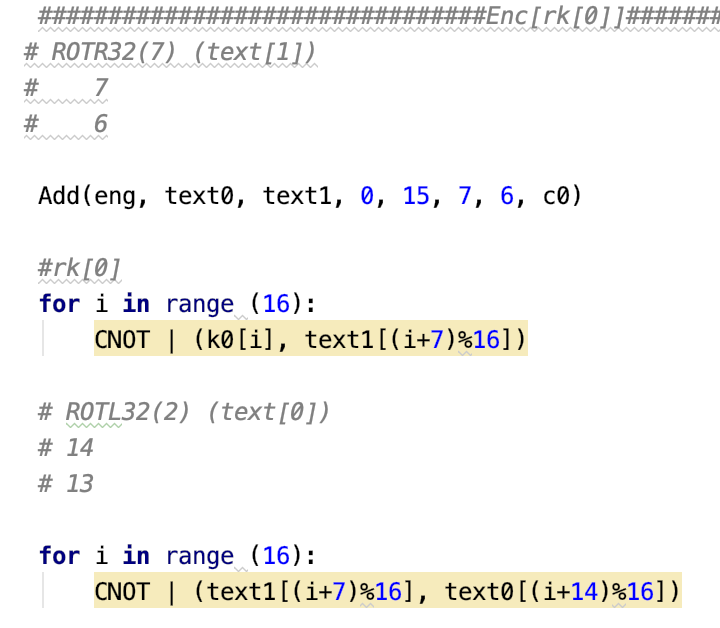 ################################Enc[rk[0]]#######
# ROTR32(7) (text[1])
#    7
#    6
Add(eng, text0, text1, 0, 15, 7, 6, c0)
#rk[0]
for i in range (16):
    CNOT | (k0[i], text1[(i+7)%16])
# ROTL32(2) (text[0])
# 14
# 13
for i in range (16):
    CNOT | (text1[(i+7)%16], text0[(i+14)%16])